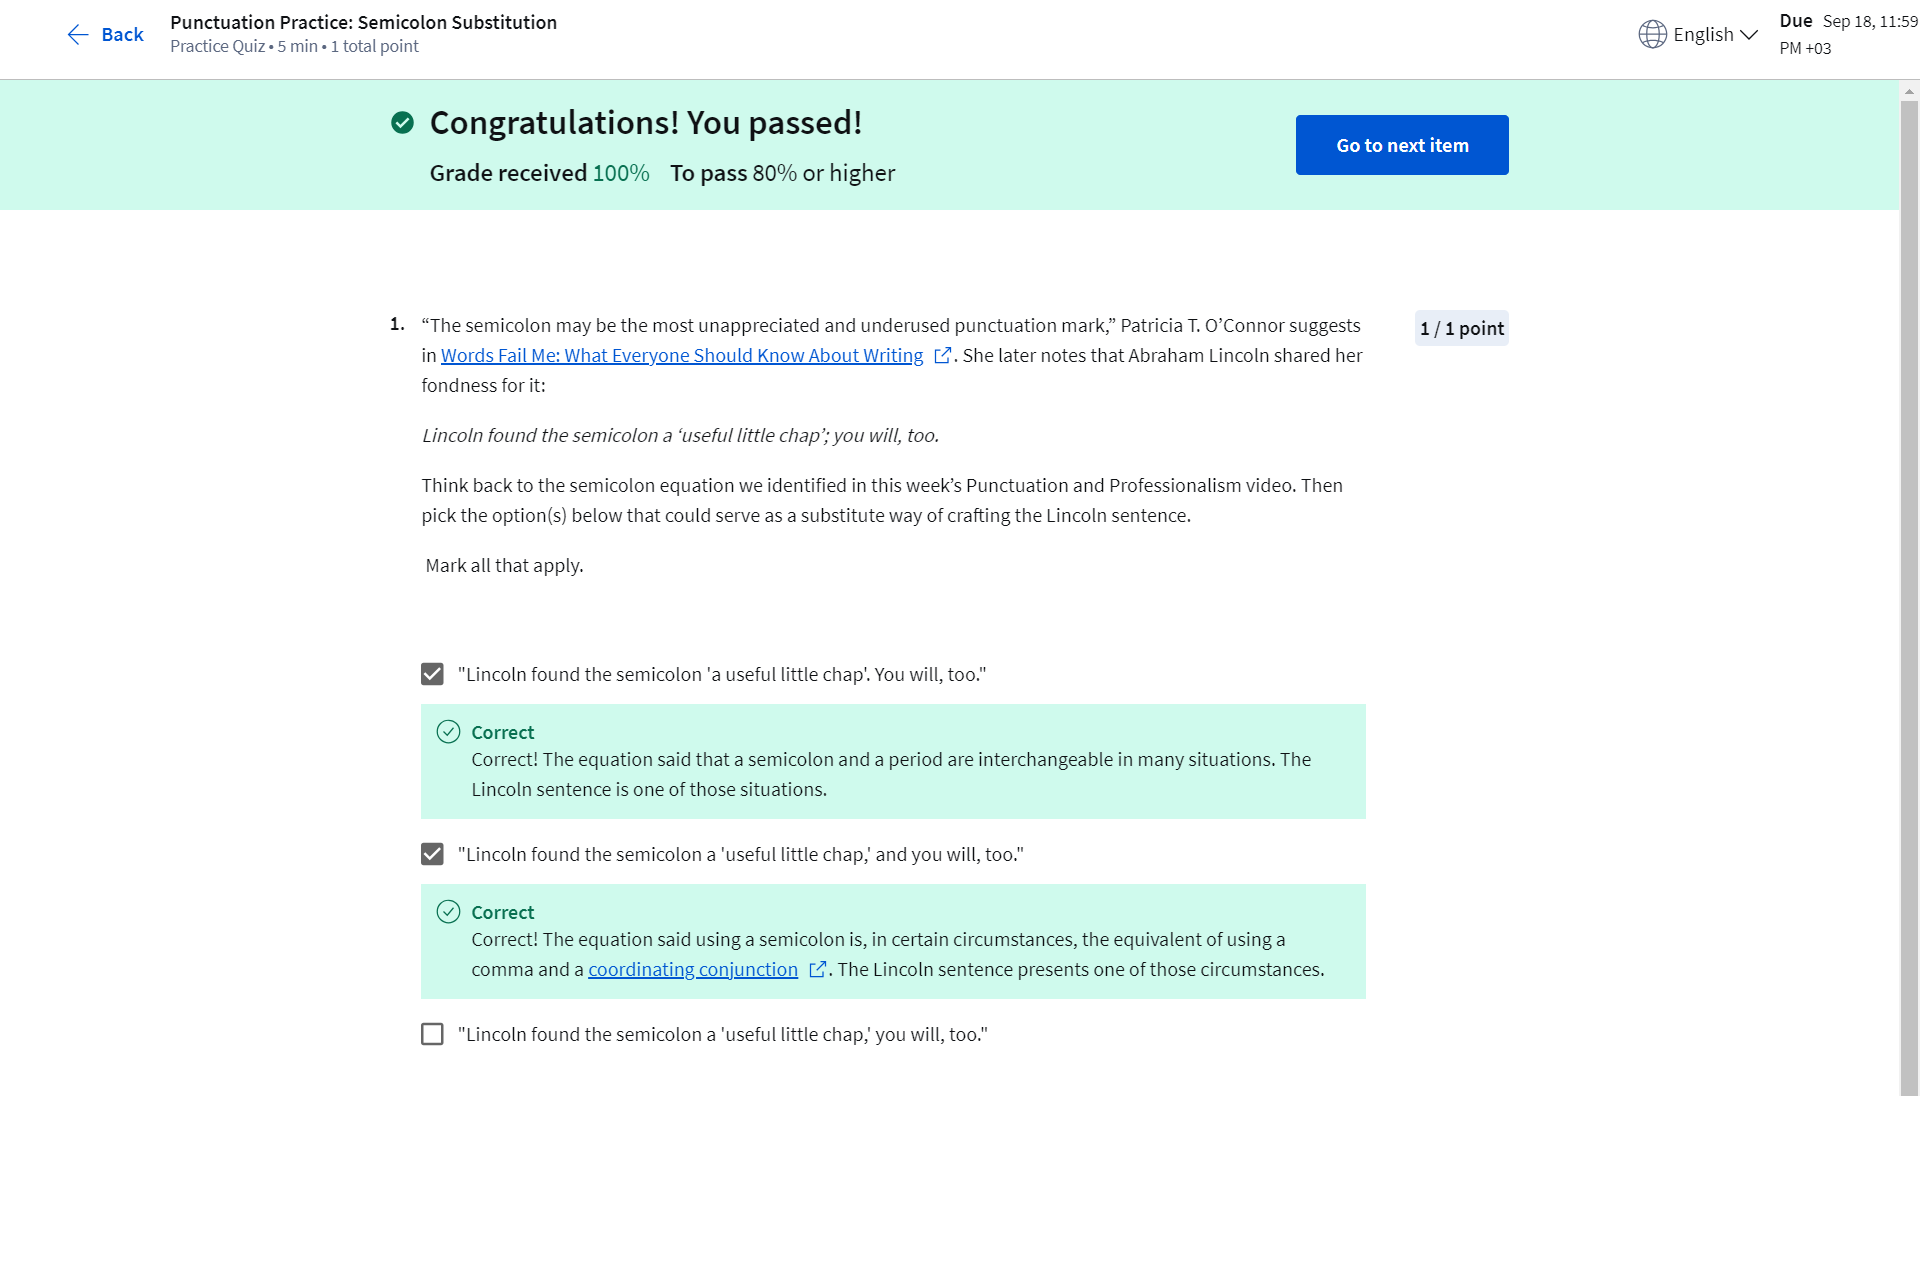 Back
Punctuation Practice: Semicolon Substitution
Practice Quiz • 5 min • 1 total point
English
Due Sep 18, 11:59
PM +03
Congratulations! You passed!
Grade received 100% To pass 80% or higher
Go to next item
1. “The semicolon may be the most unappreciated and underused punctuation mark,” Patricia T. O’Connor suggests
in Words Fail Me: What Everyone Should Know About Writing . She later notes that Abraham Lincoln shared her
fondness for it:
1 / 1 point
Lincoln found the semicolon a ‘useful little chap’; you will, too.
Think back to the semicolon equation we identified in this week’s Punctuation and Professionalism video. Then
pick the option(s) below that could serve as a substitute way of crafting the Lincoln sentence.
Mark all that apply.
"Lincoln found the semicolon 'a useful little chap'. You will, too."
Correct
Correct! The equation said that a semicolon and a period are interchangeable in many situations. The
Lincoln sentence is one of those situations.
"Lincoln found the semicolon a 'useful little chap,' and you will, too."
Correct
Correct! The equation said using a semicolon is, in certain circumstances, the equivalent of using a
comma and a coordinating conjunction . The Lincoln sentence presents one of those circumstances.
"Lincoln found the semicolon a 'useful little chap,' you will, too."